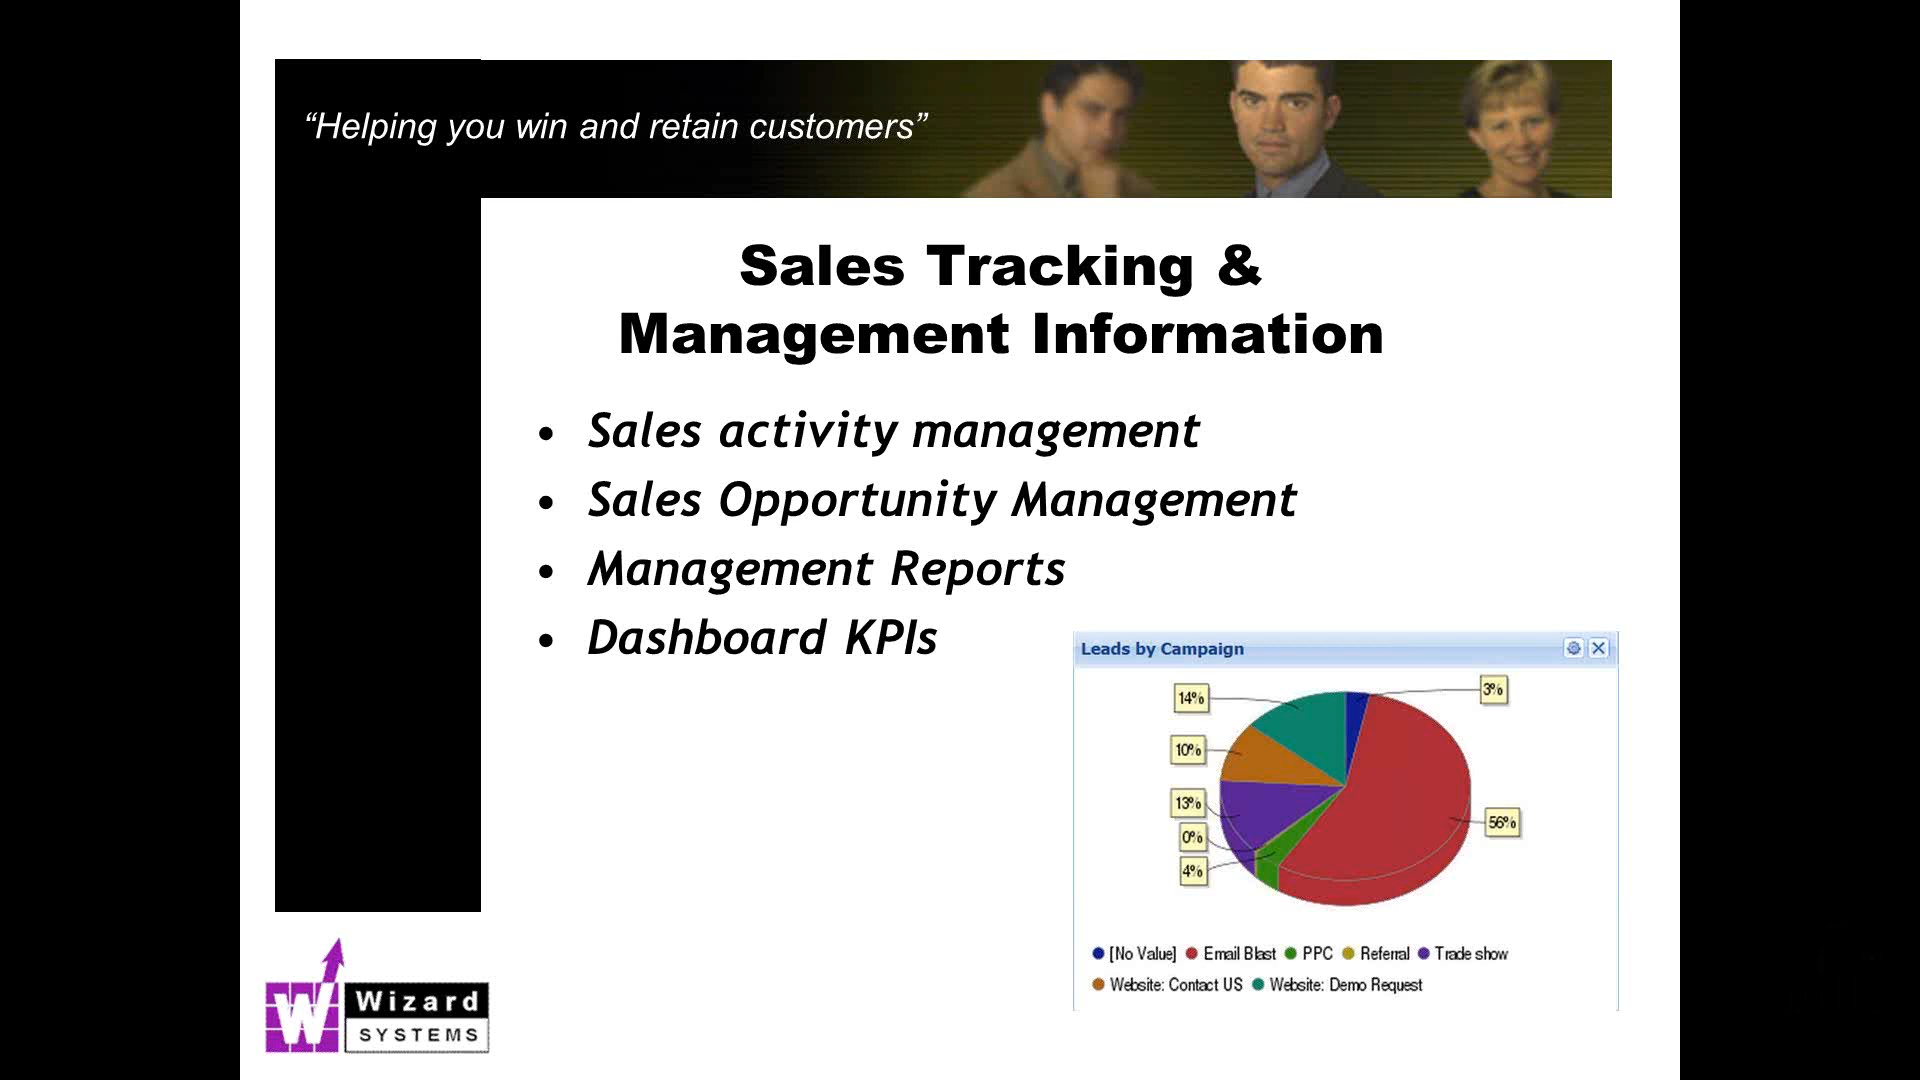 “Helping you win and retain customers”
Sales Tracking &
Management Information
• Sales activity management
• Sales Opportunity Management
• Management Reports
• Dashboard KPIs
Leads by Campaign
14%
3%
10%
13%
56%
0%
4%
[No Value] Email Blast PPC Referral Trade show
Website: Contact US Website: Demo Request
W Wizard
SYSTEMS